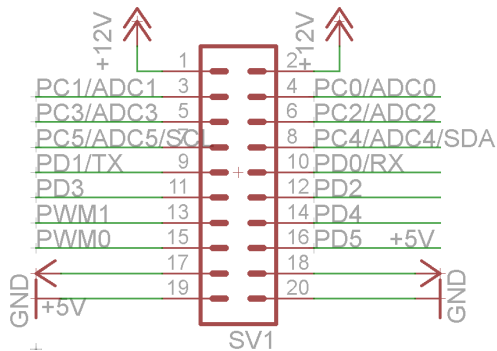 +12V 1 2 +12V
PC1/ADC1 3 4 PC0/ADC0
PC3/ADC3 5 6 PC2/ADC2
PC5/ADC5/SCL 7 8 PC4/ADC4/SDA
PD1/TX 9 10 PD0/RX
PD3 11 12 PD2
PWM1 13 14 PD4
PWM0 15 16 PD5 +5V
17 18
GND +5V 19 20 GND
SV1